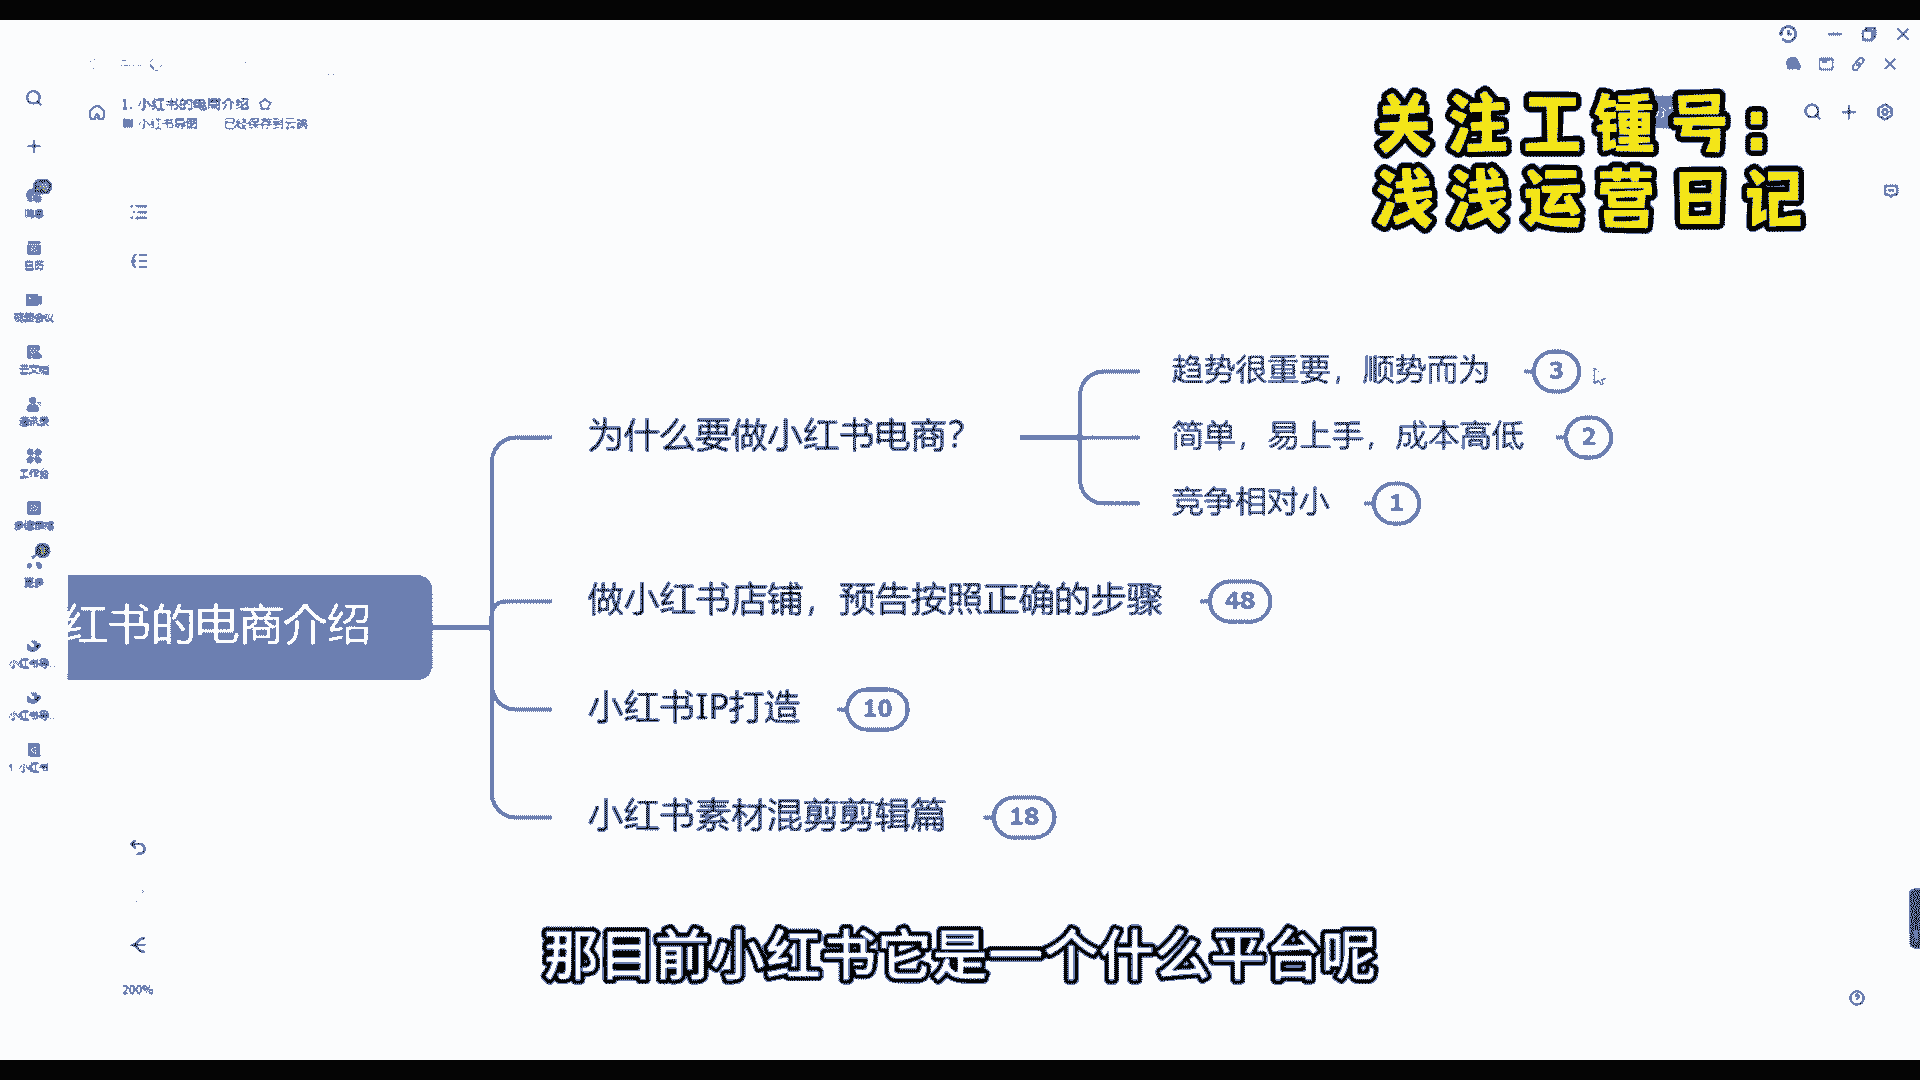 关注工锺号：
浅浅运营日记
1. 小红书的电商介绍
小红书导图 已经保存到云端
趋势很重要，顺势而为 3
为什么要做小红书电商？
简单，易上手，成本高低 2
竞争相对小 1
做小红书店铺，预告按照正确的步骤 48
红书的电商介绍
小红书IP打造 10
小红书素材混剪剪辑篇 18
那目前小红书它是一个什么平台呢
200%